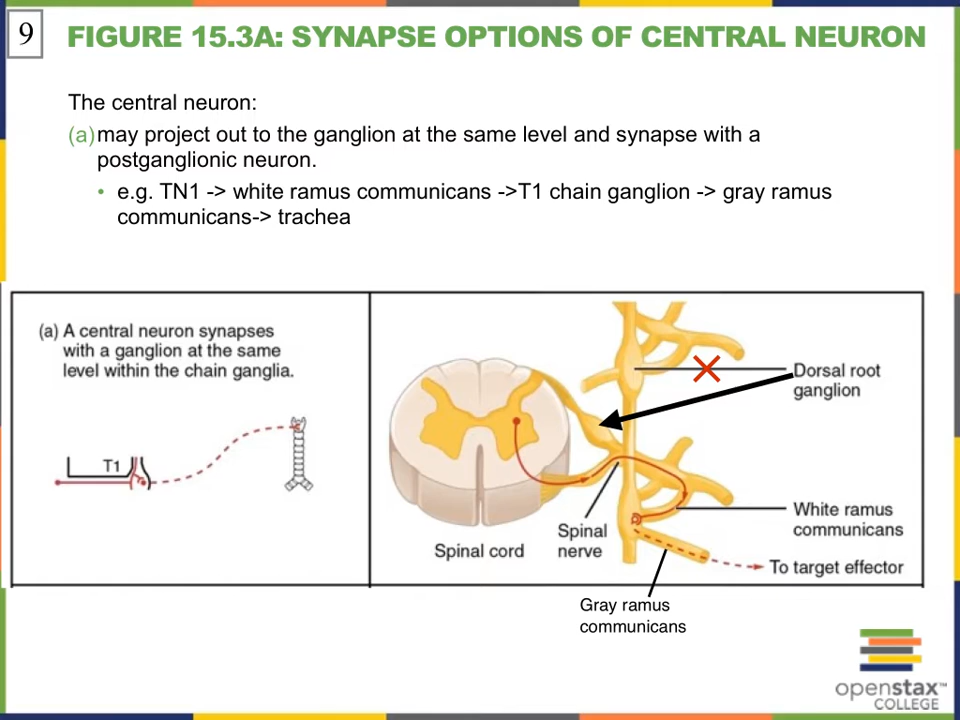 9
FIGURE 15.3A: SYNAPSE OPTIONS OF CENTRAL NEURON
The central neuron:
(a) may project out to the ganglion at the same level and synapse with a
postganglionic neuron.
• e.g. TN1 -> white ramus communicans ->T1 chain ganglion -> gray ramus
communicans-> trachea
(a) A central neuron synapses
with a ganglion at the same
level within the chain ganglia.
T1
Dorsal root
ganglion
White ramus
communicans
Spinal
nerve
Spinal cord
To target effector
Gray ramus
communicans
openstax™
COLLEGE